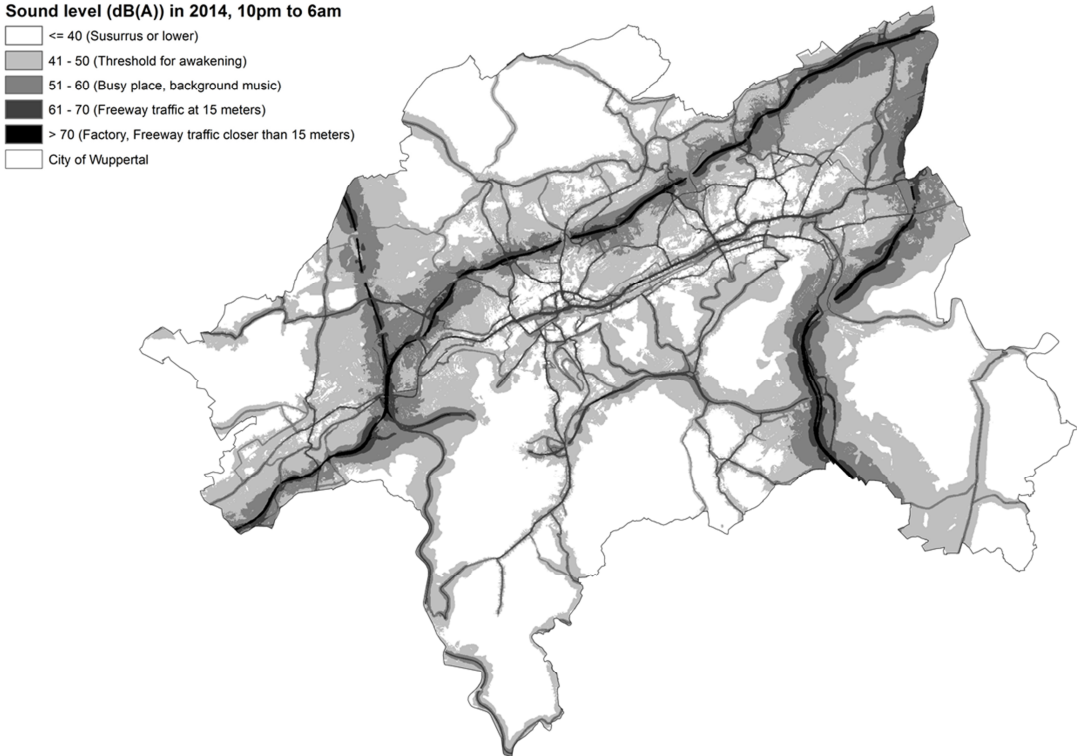 Sound level (dB(A)) in 2014, 10pm to 6am
<= 40 (Susurrus or lower)
41 - 50 (Threshold for awakening)
51 - 60 (Busy place, background music)
61 - 70 (Freeway traffic at 15 meters)
> 70 (Factory, Freeway traffic closer than 15 meters)
City of Wuppertal